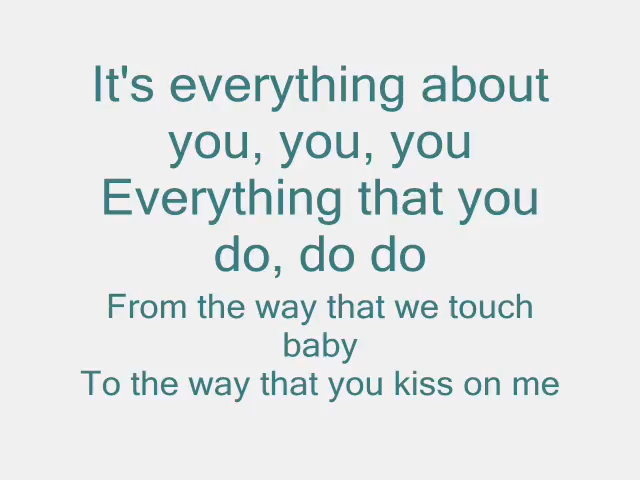 It's everything about
you, you, you
Everything that you
do, do do
From the way that we touch
baby
To the way that you kiss on me